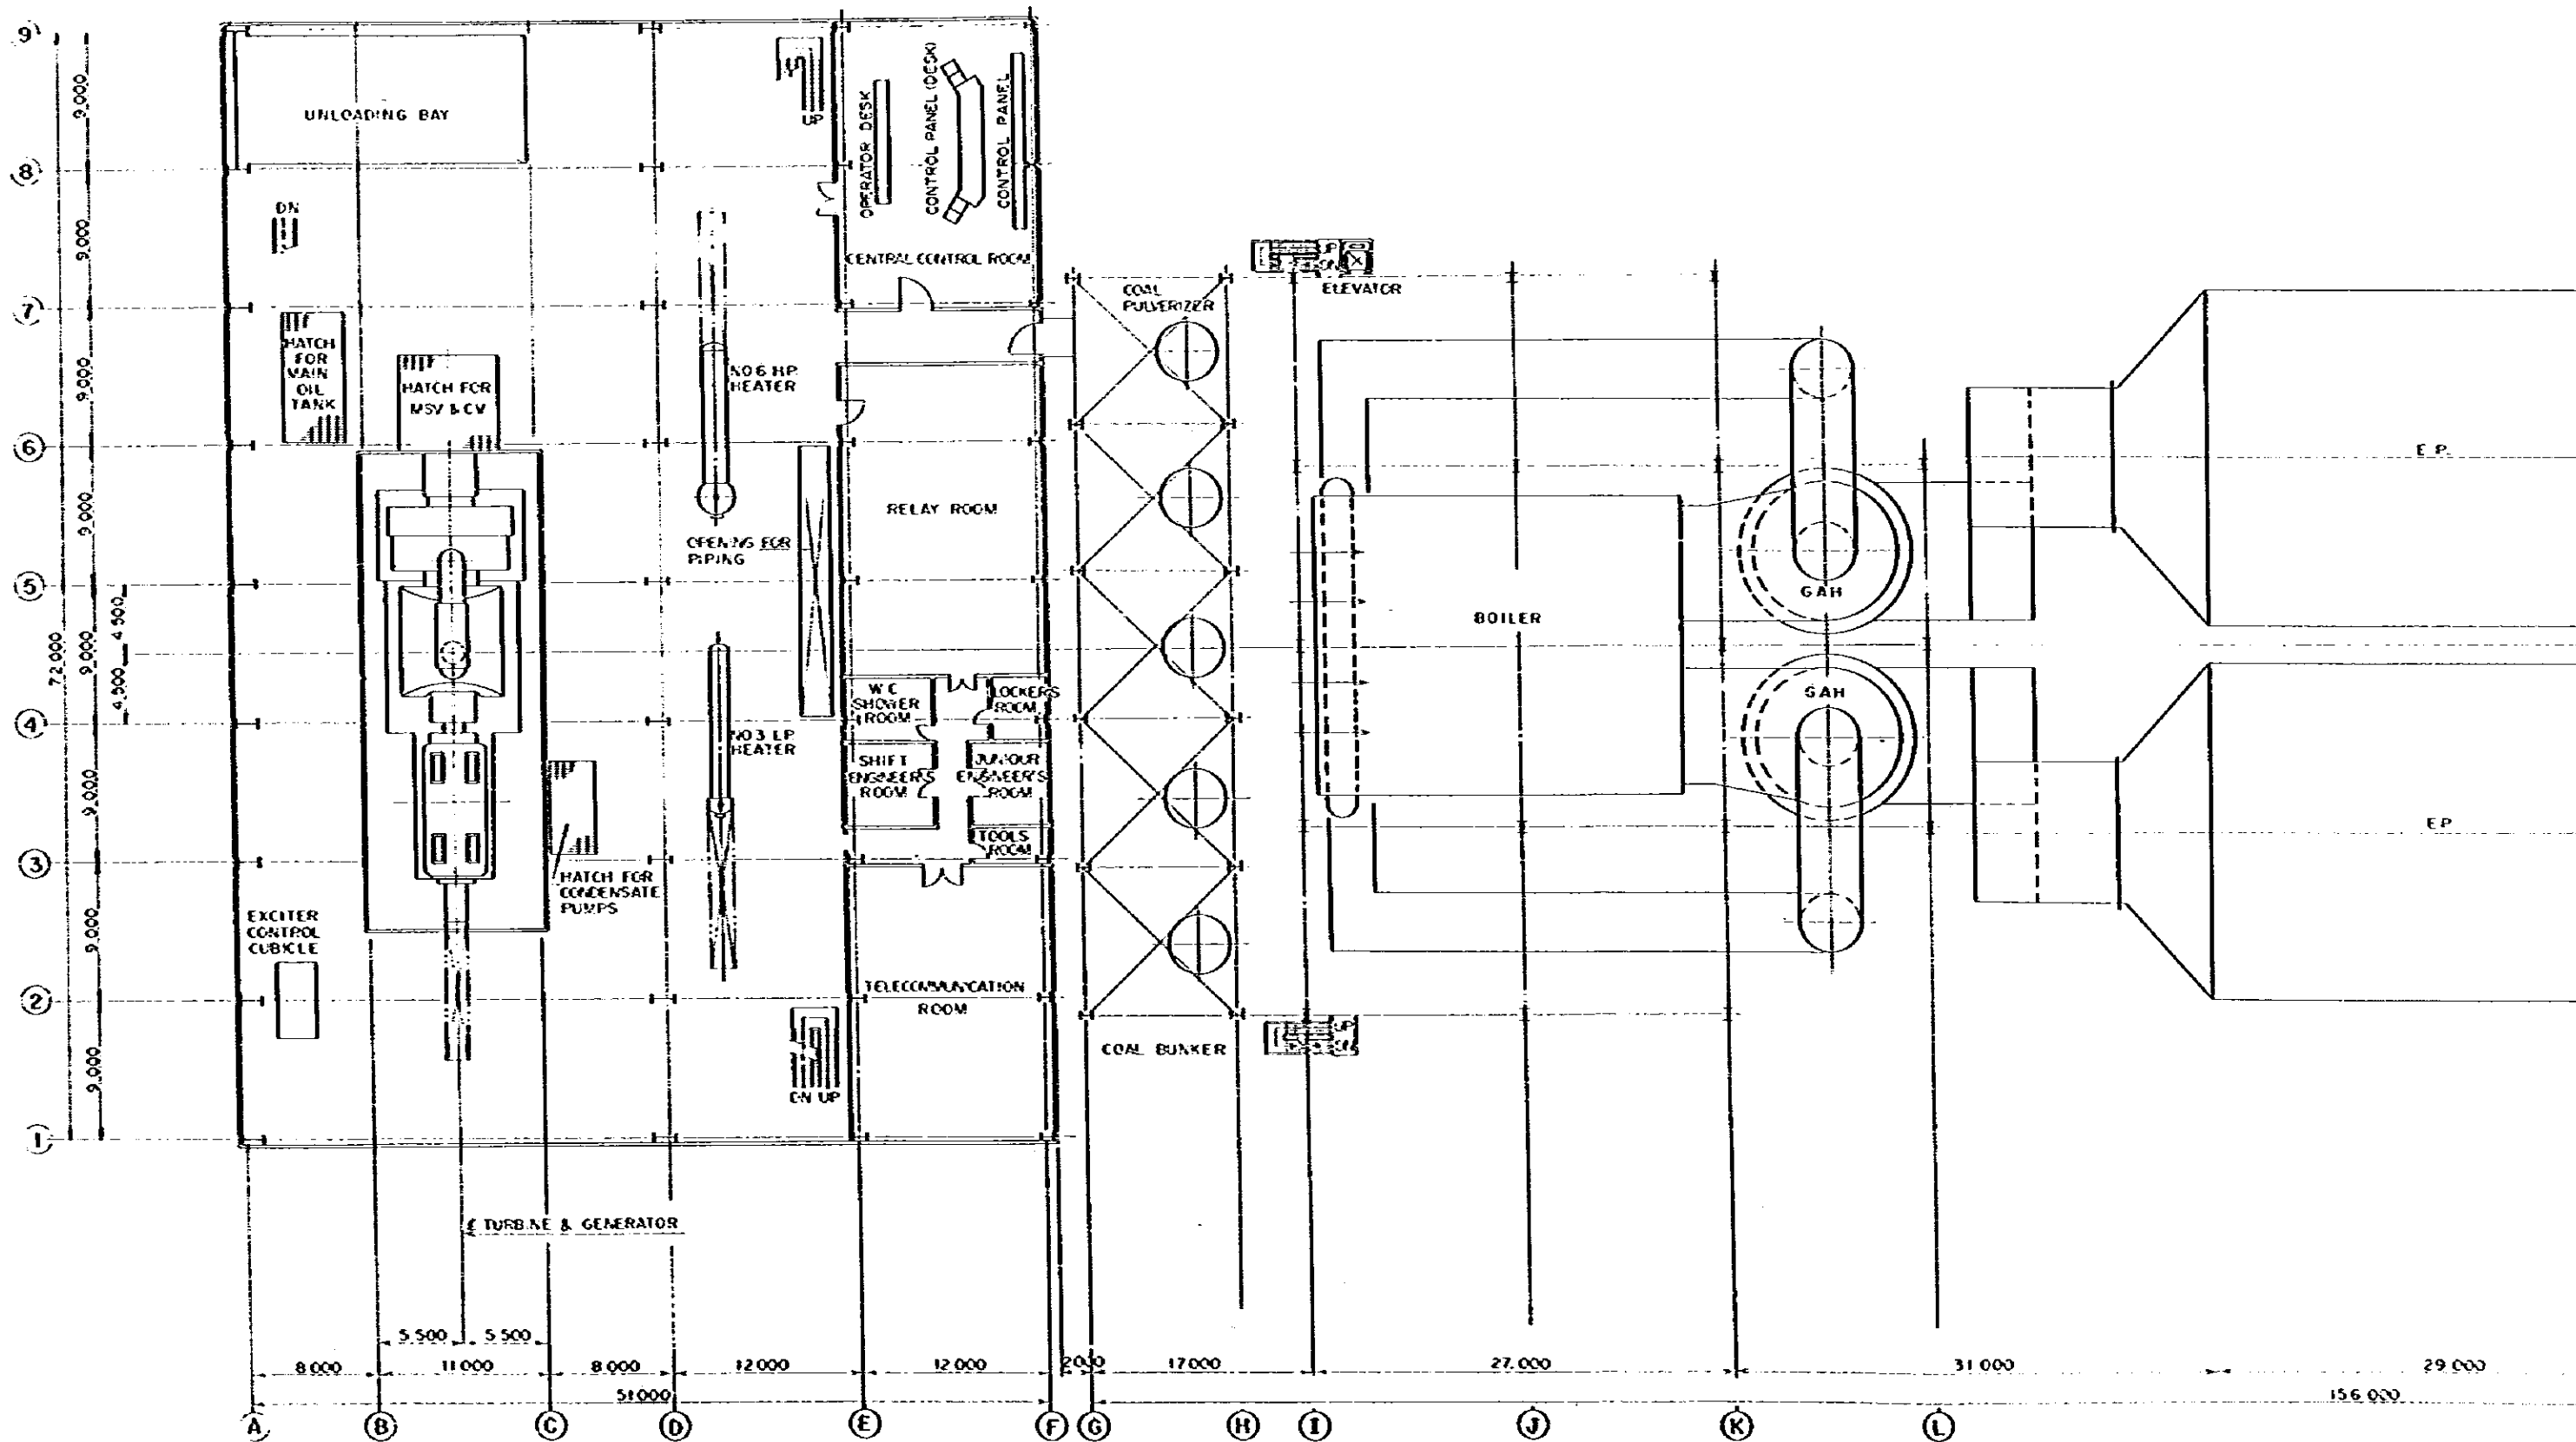 9
8
7
6
5
4
3
2
1
9.000
9.000
9.000
9.000
9.000
9.000
9.000
9.000
72 000
4.500
4.500
UNLOADING BAY
UP
OPERATOR DESK
CONTROL PANEL (DESK)
CONTROL PANEL
CENTRAL CONTROL ROOM
DN
HATCH
FOR
MAIN
OIL
TANK
HATCH FOR
MSV & CV
NO 6 H.P.
HEATER
OPENING FOR
PIPING
RELAY ROOM
COAL
PULVERIZER
ELEVATOR
BOILER
GAH
GAH
E P.
E P
W C
SHOWER
ROOM
LOCKER'S
ROOM
NO 3 L.P.
HEATER
SHIFT
ENGINEER'S
ROOM
JUNIOUR
ENGINEER'S
ROOM
TOOLS
ROOM
HATCH FOR
CONDENSATE
PUMPS
EXCITER
CONTROL
CUBICLE
TELECOMMUNICATION
ROOM
DN UP
COAL BUNKER
UP
℄ TURBINE & GENERATOR
5 500
5 500
8 000
11 000
8 000
12 000
12 000
2000
17 000
27.000
31 000
29 000
51 000
156 000
A
B
C
D
E
F
G
H
I
J
K
L